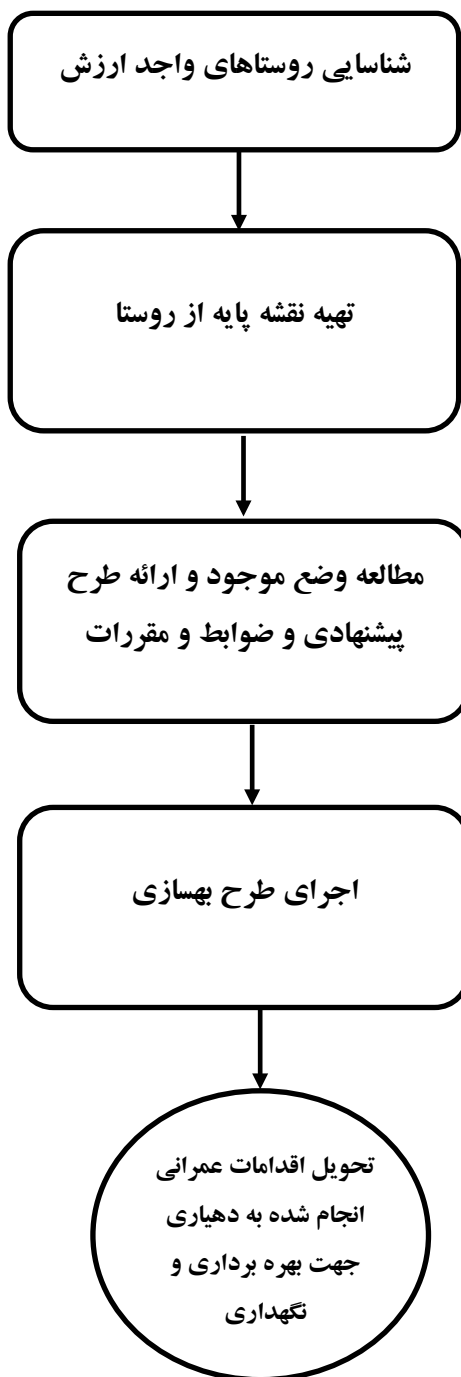 شناسایی روستاهای واجد ارزش
تهیه نقشه پایه از روستا
مطالعه وضع موجود و ارائه طرح
پیشنهادی و ضوابط و مقررات
اجرای طرح بهسازی
تحویل اقدامات عمرانی
انجام شده به دهیاری
جهت بهره برداری و
نگهداری